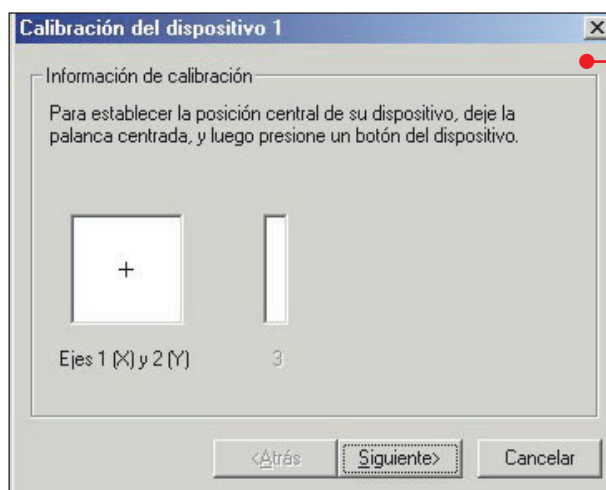 Calibración del dispositivo 1
Información de calibración
Para establecer la posición central de su dispositivo, deje la
palanca centrada, y luego presione un botón del dispositivo.
Ejes 1 (X) y 2 (Y)
3
<Atrás
Siguiente>
Cancelar